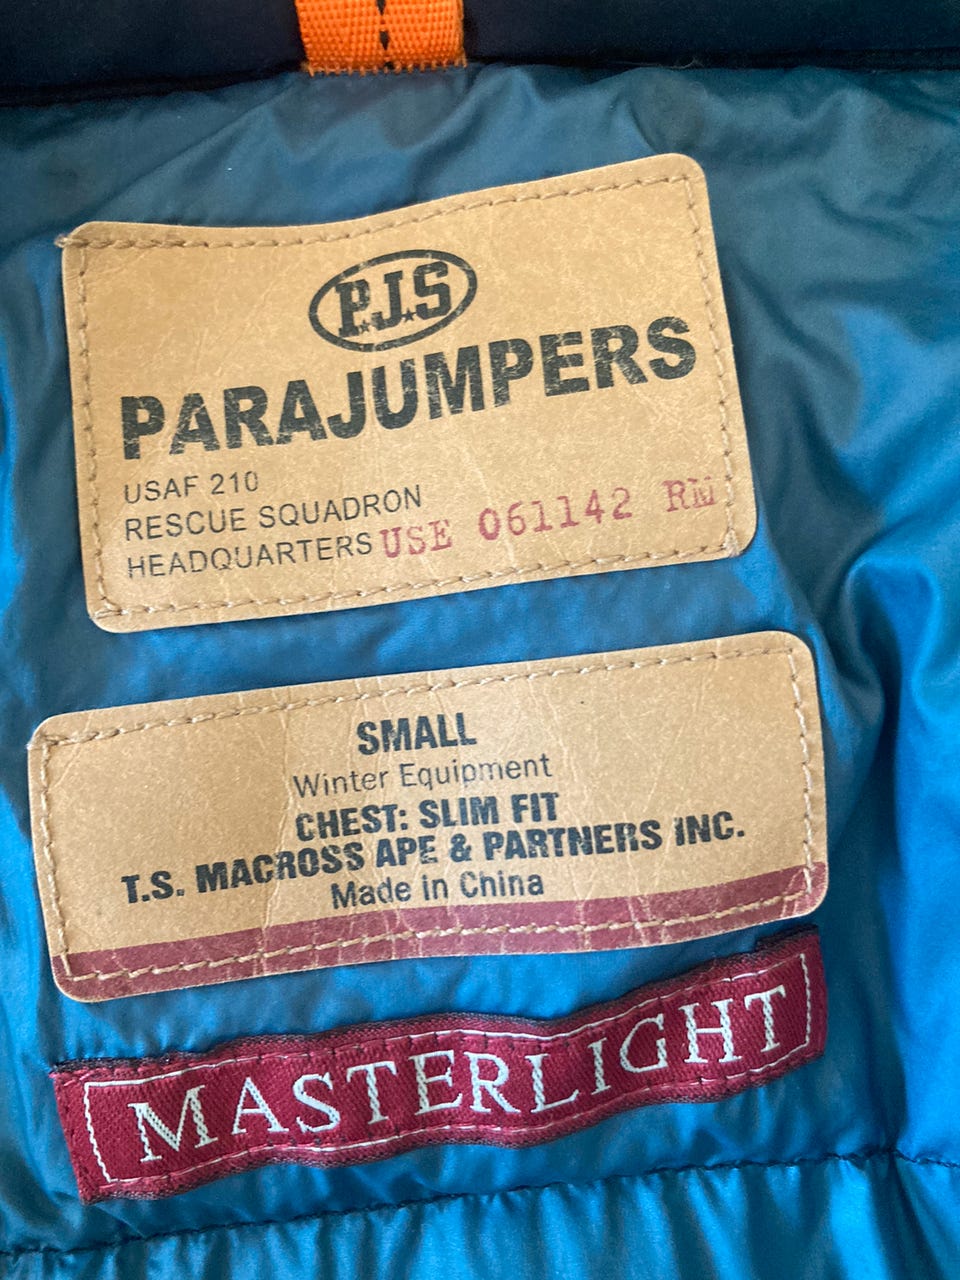 P.J.S
PARAJUMPERS
USAF 210
RESCUE SQUADRON
HEADQUARTERS USE 061142 RM
SMALL
Winter Equipment
CHEST: SLIM FIT
T.S. MACROSS APE & PARTNERS INC.
Made in China
MASTERLIGHT